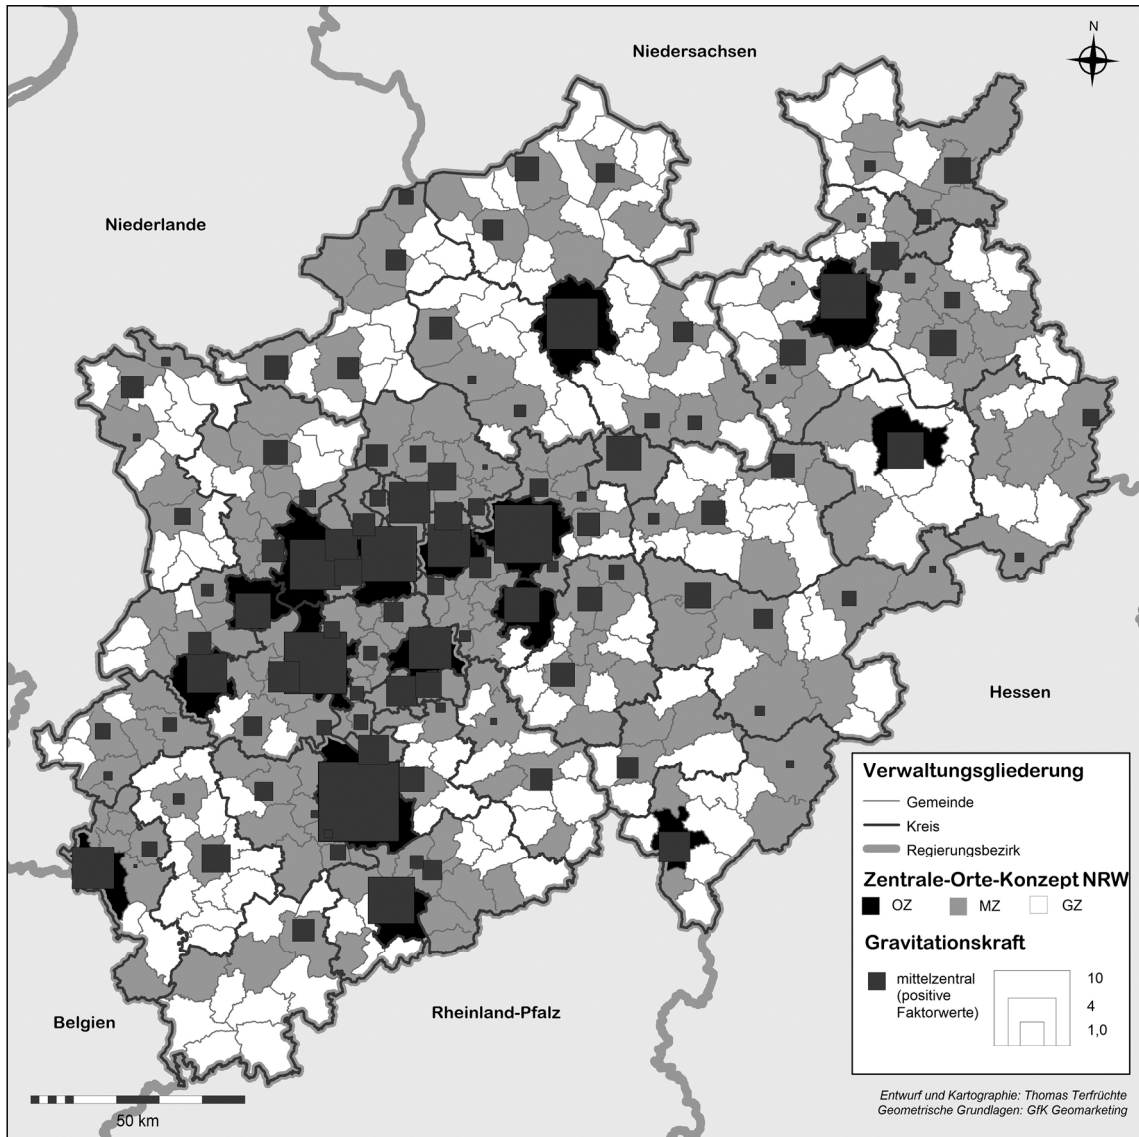 N
Niedersachsen
Niederlande
Hessen
Belgien
Rheinland-Pfalz
50 km
Verwaltungsgliederung
Gemeinde
Kreis
Regierungsbezirk
Zentrale-Orte-Konzept NRW
OZ MZ GZ
Gravitationskraft
mittelzentral
(positive
Faktorwerte)
10
4
1,0
Entwurf und Kartographie: Thomas Terfrüchte
Geometrische Grundlagen: GfK Geomarketing